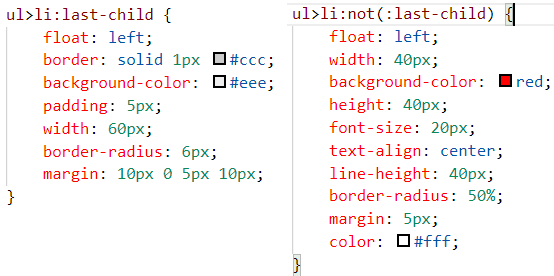 ul>li:last-child {
float: left;
border: solid 1px #ccc;
background-color: #eee;
padding: 5px;
width: 60px;
border-radius: 6px;
margin: 10px 0 5px 10px;
}
ul>li:not(:last-child) {
float: left;
width: 40px;
background-color: red;
height: 40px;
font-size: 20px;
text-align: center;
line-height: 40px;
border-radius: 50%;
margin: 5px;
color: #fff;
}